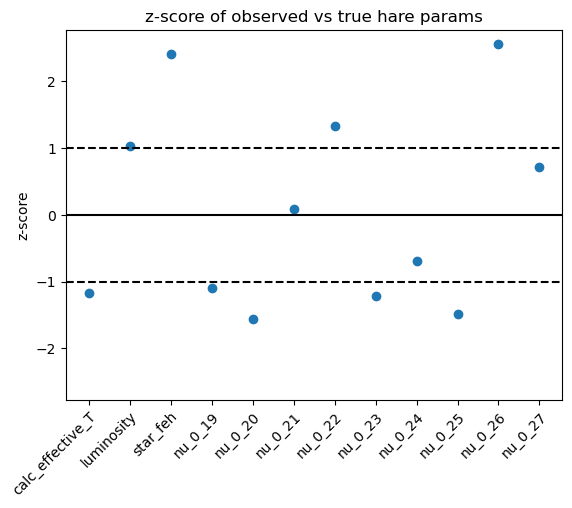 z-score of observed vs true hare params
z-score
2
1
0
−1
−2
calc_effective_T
luminosity
star_feh
nu_0_19
nu_0_20
nu_0_21
nu_0_22
nu_0_23
nu_0_24
nu_0_25
nu_0_26
nu_0_27